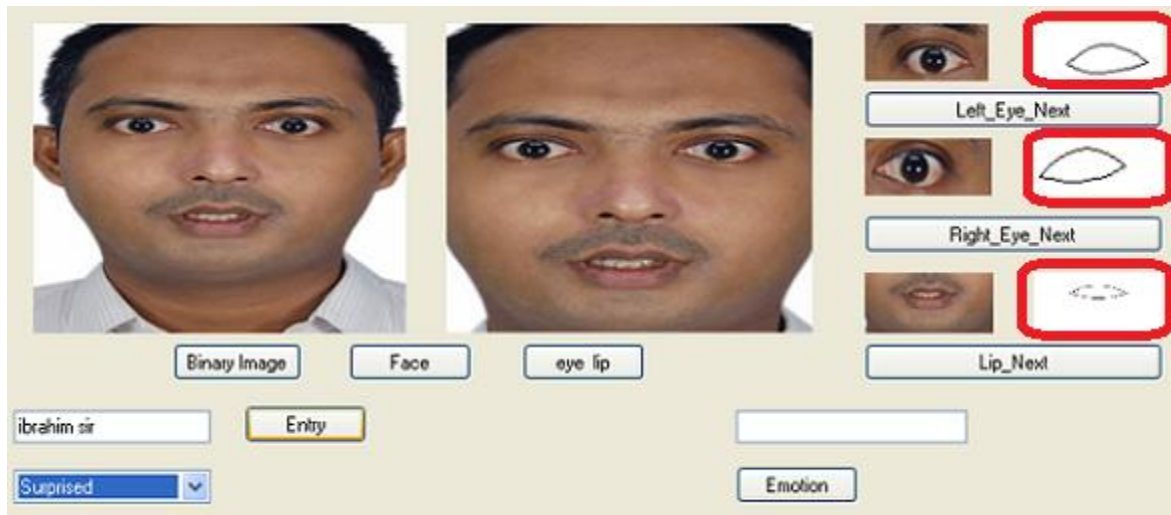 Left_Eye_Next
Right_Eye_Next
Binary Image Face eye lip Lip_Next
ibrahim sir Entry
Surprised Emotion